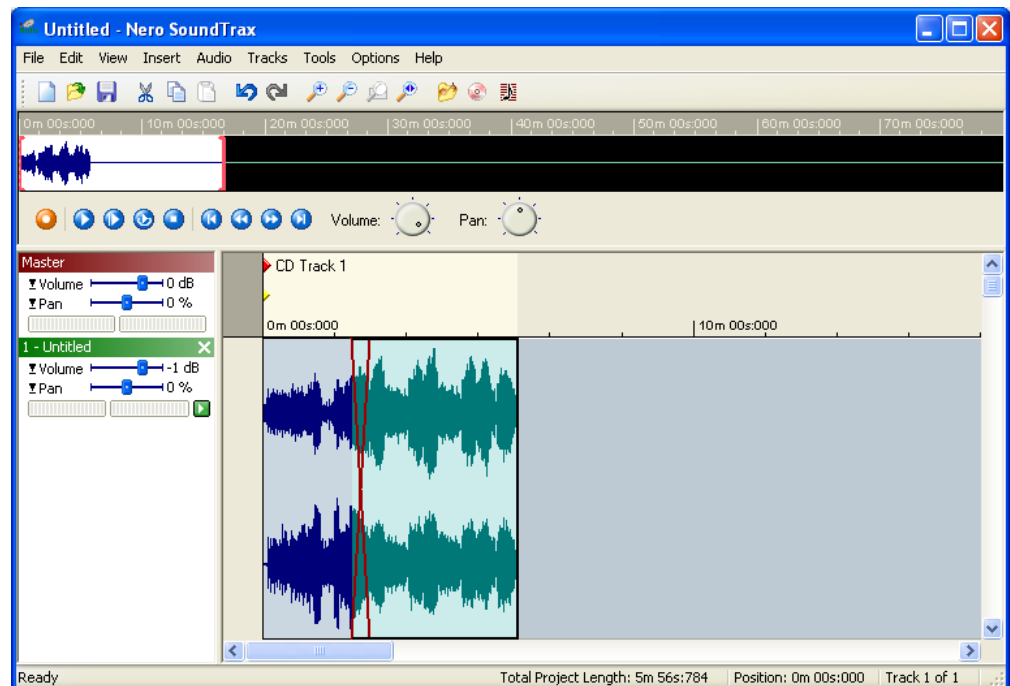 Untitled - Nero SoundTrax
File Edit View Insert Audio Tracks Tools Options Help
0m 00s:000 10m 00s:000 20m 00s:000 30m 00s:000 40m 00s:000 50m 00s:000 60m 00s:000 70m 00s:000
Volume: Pan:
Master
Volume 0 dB
Pan 0 %
CD Track 1
0m 00s:000 10m 00s:000
1 - Untitled
Volume -1 dB
Pan 0 %
Ready Total Project Length: 5m 56s:784 Position: 0m 00s:000 Track 1 of 1